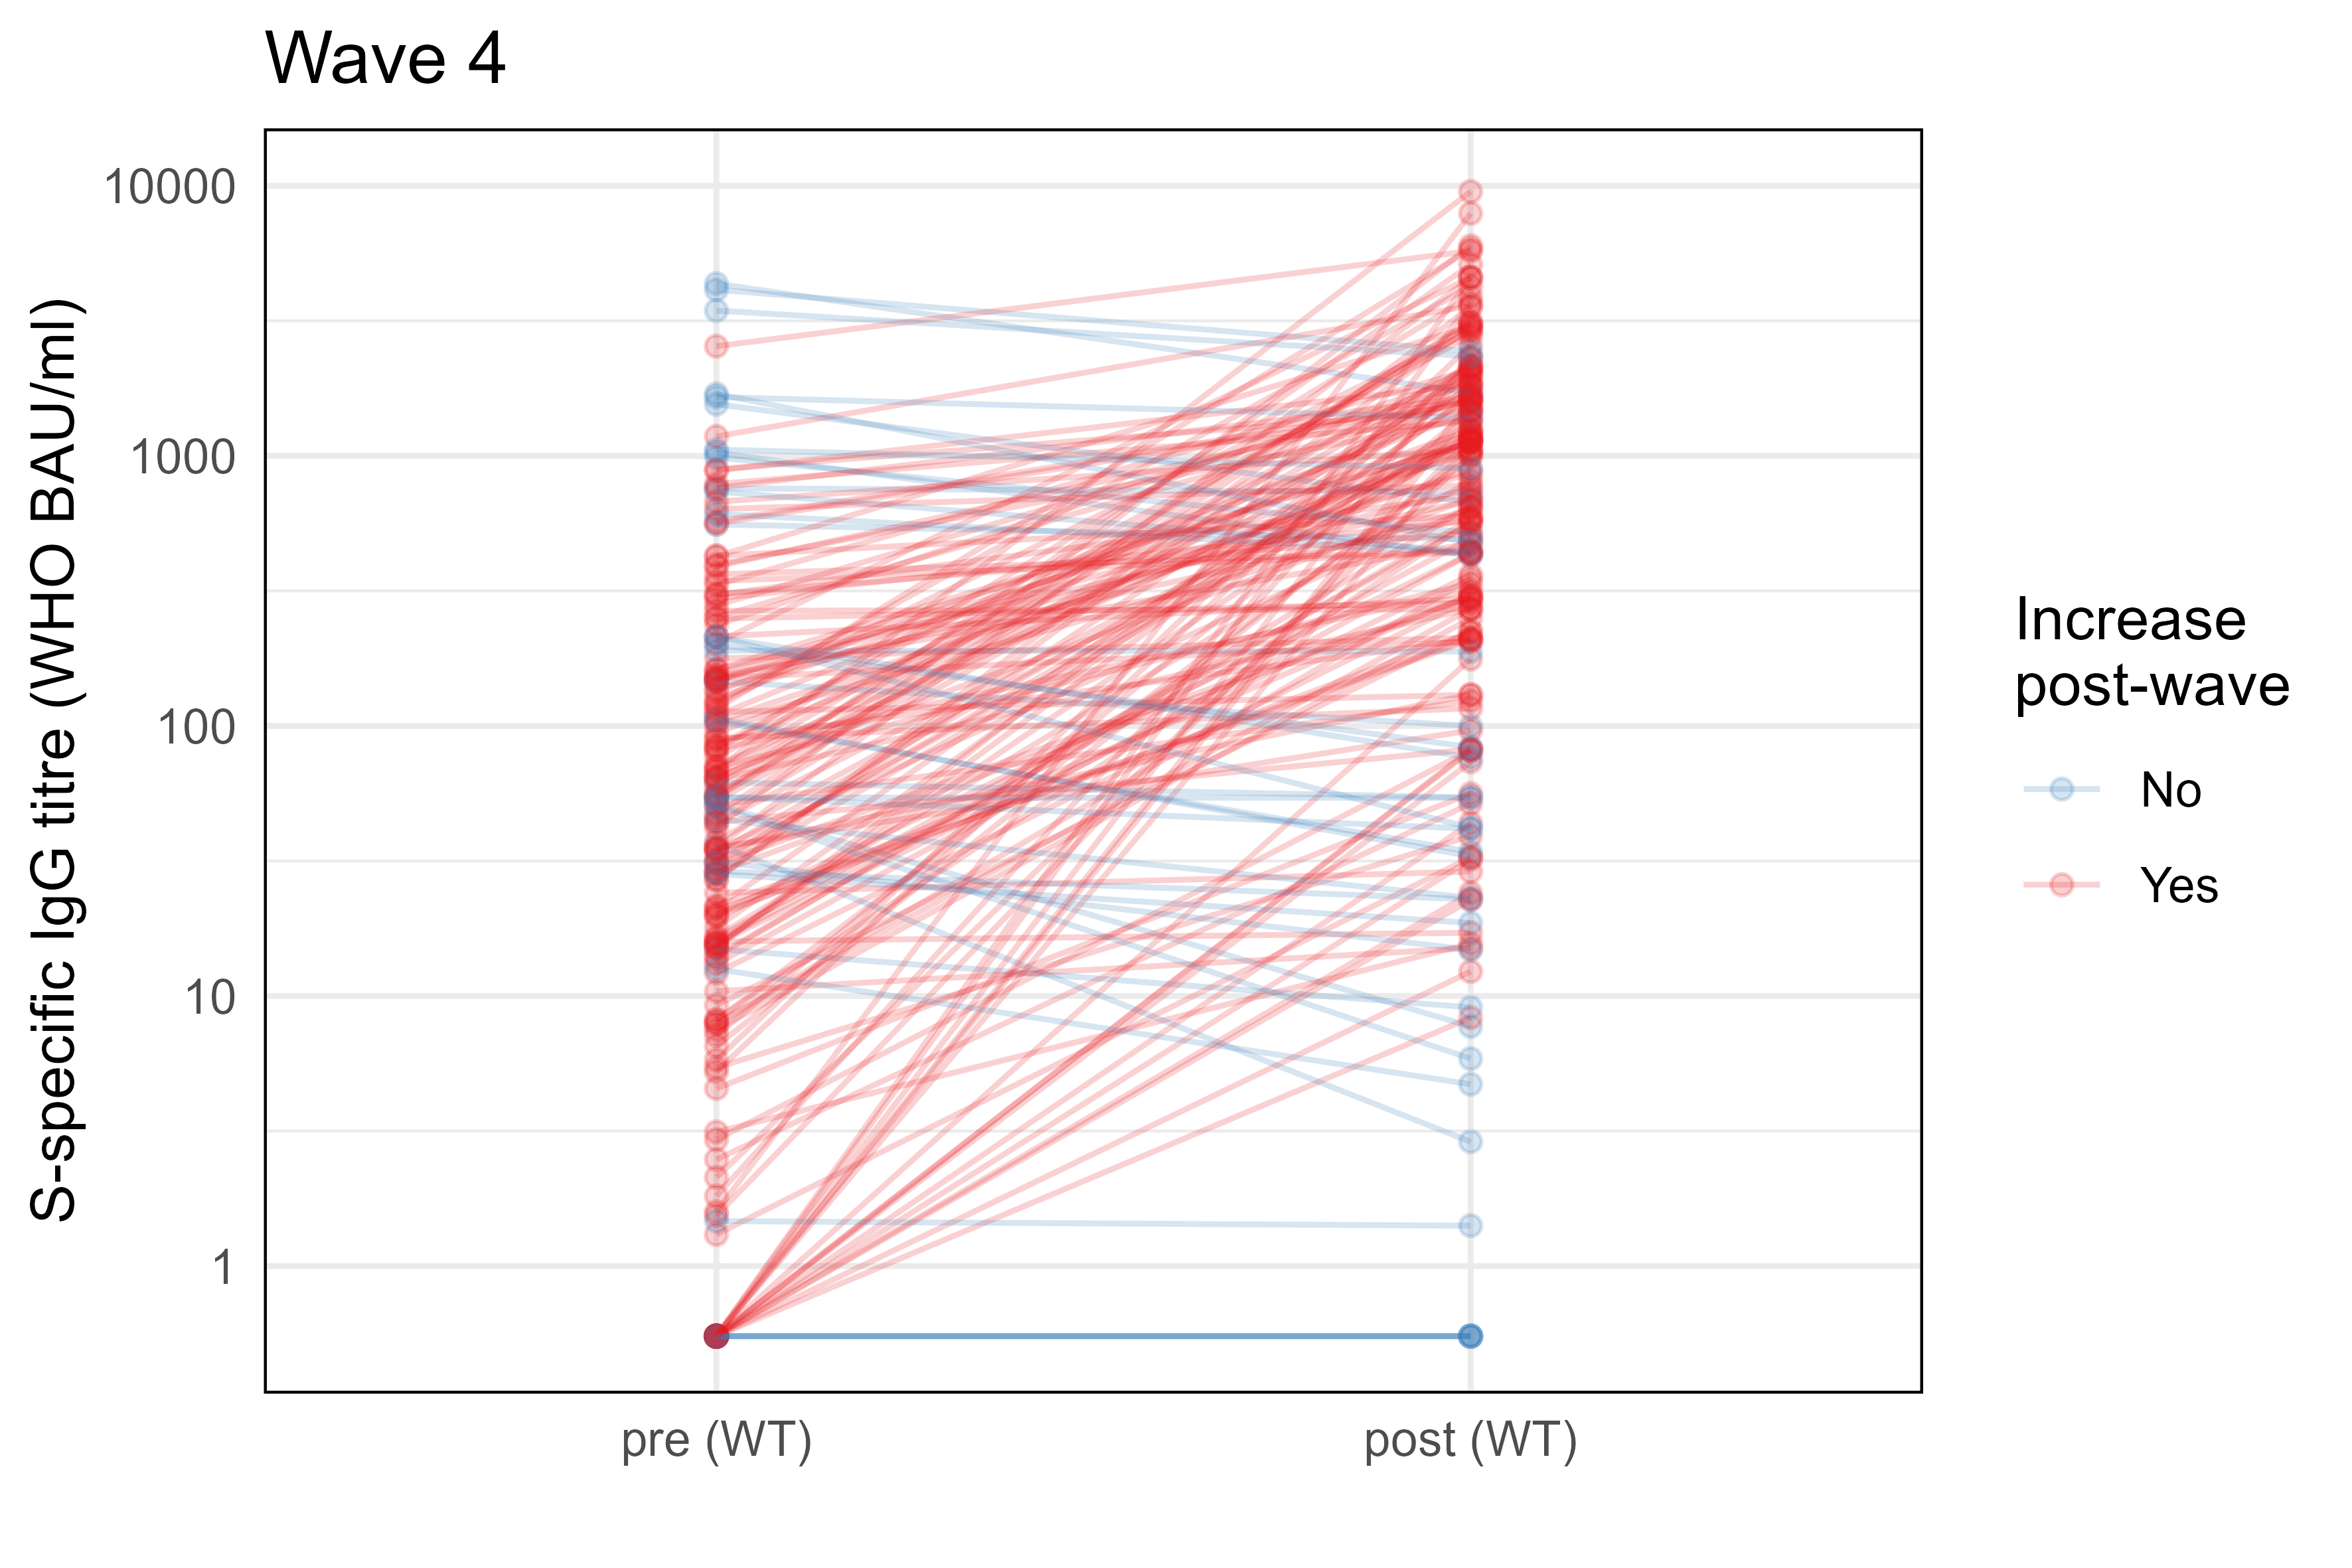 Wave 4
S-specific IgG titre (WHO BAU/ml)
10000
1000
100
10
1
pre (WT)
post (WT)
Increase
post-wave
No
Yes